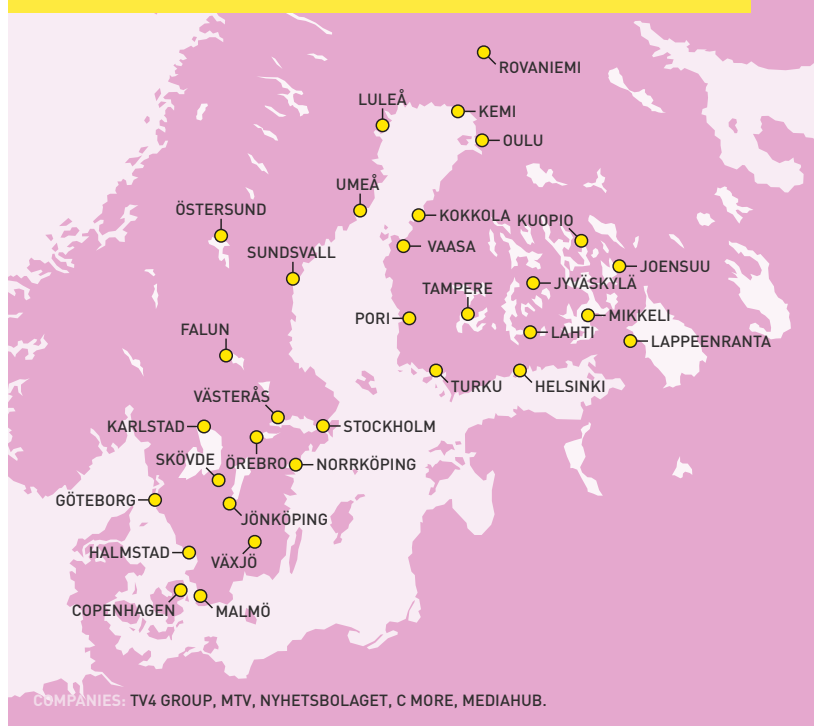 ROVANIEMI
LULEÅ
KEMI
OULU
UMEÅ
ÖSTERSUND
KOKKOLA
KUOPIO
SUNDSVALL
VAASA
JOENSUU
JYVÄSKYLÄ
TAMPERE
PORI
MIKKELI
FALUN
LAHTI
LAPPEENRANTA
TURKU
HELSINKI
VÄSTERÅS
KARLSTAD
STOCKHOLM
SKÖVDE
ÖREBRO
NORRKÖPING
GÖTEBORG
JÖNKÖPING
HALMSTAD
VÄXJÖ
COPENHAGEN
MALMÖ
COMPANIES: TV4 GROUP, MTV, NYHETSBOLAGET, C MORE, MEDIAHUB.